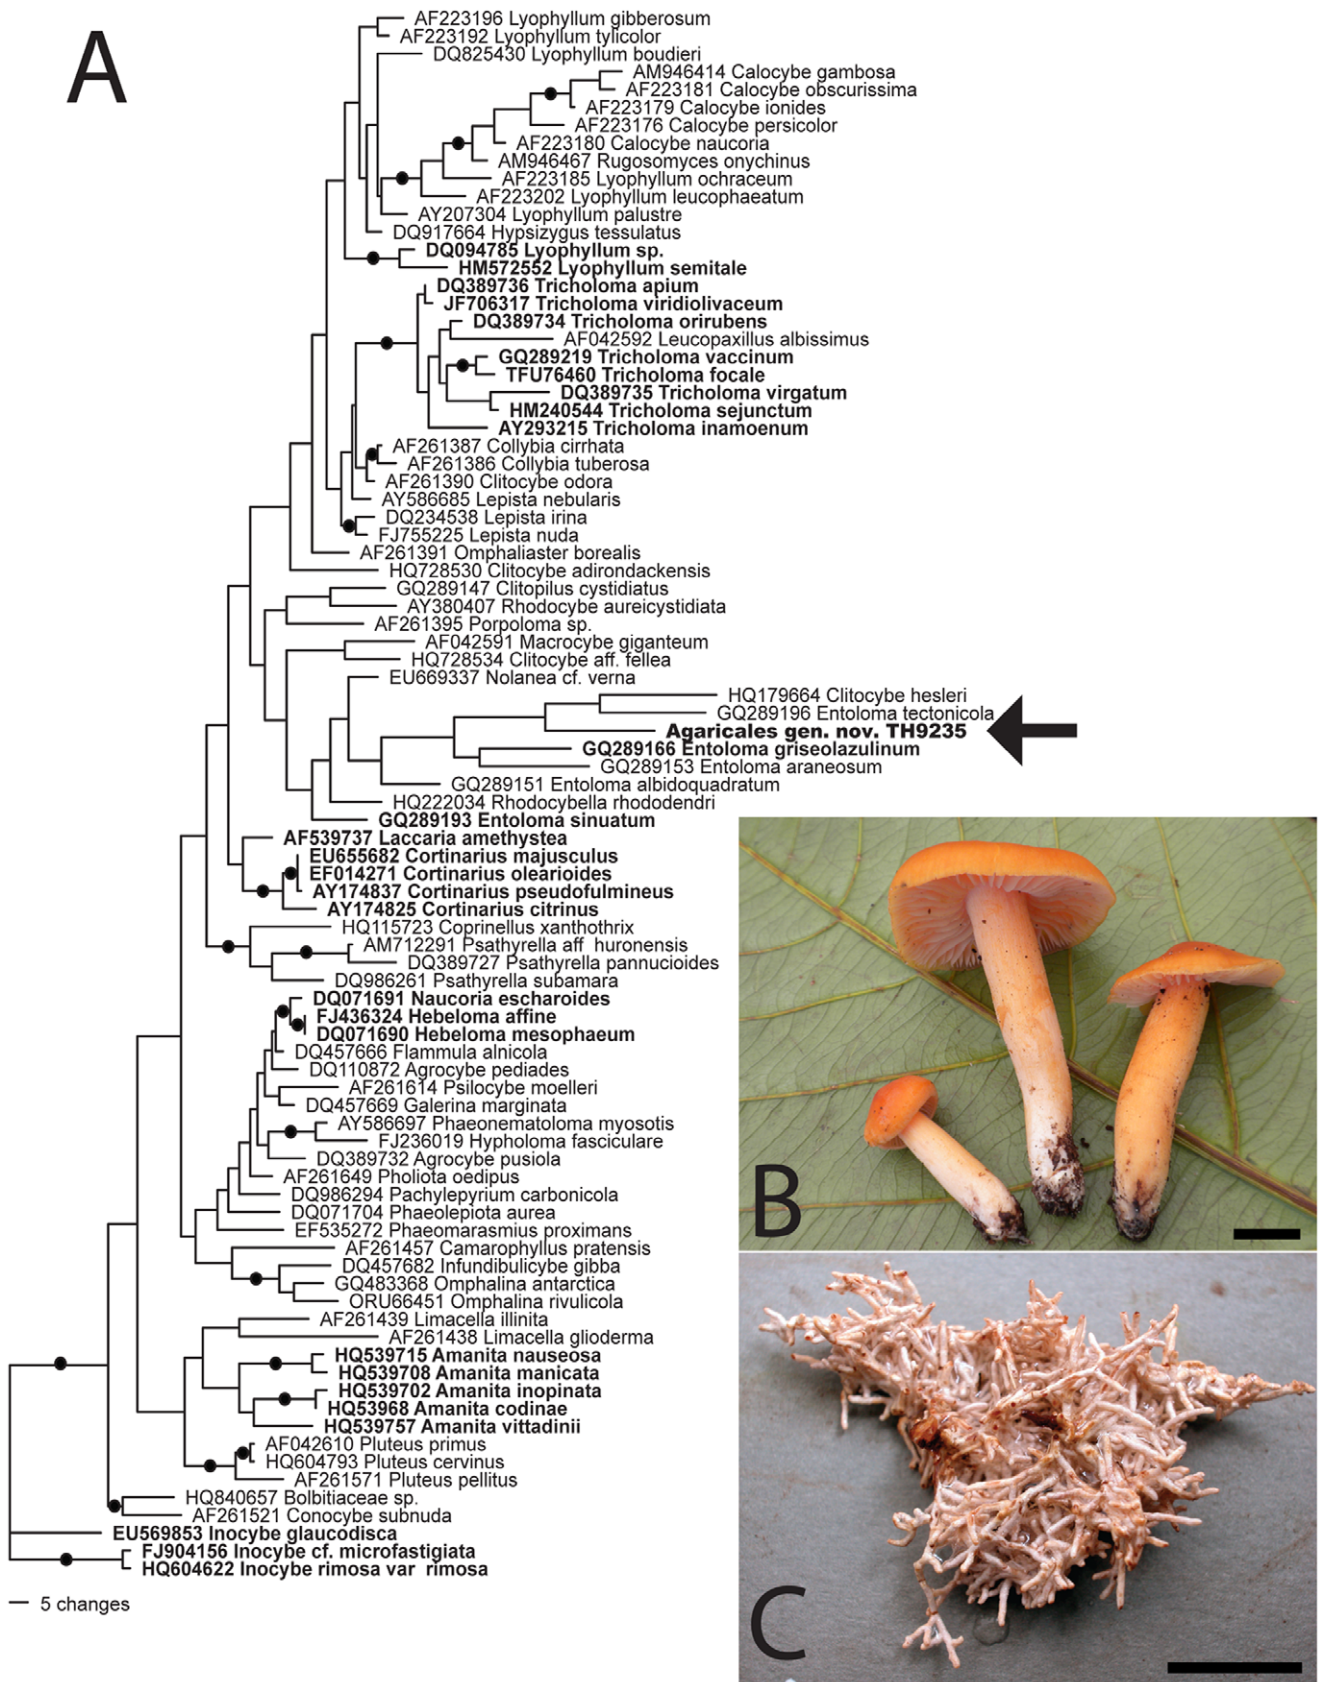 A
AF223196 Lyophyllum gibberosum
AF223192 Lyophyllum tylicolor
DQ825430 Lyophyllum boudieri
AM946414 Calocybe gambosa
AF223181 Calocybe obscurissima
AF223179 Calocybe ionides
AF223176 Calocybe persicolor
AF223180 Calocybe naucoria
AM946467 Rugosomyces onychinus
AF223185 Lyophyllum ochraceum
AF223202 Lyophyllum leucophaeatum
AY207304 Lyophyllum palustre
DQ917664 Hypsizygus tessulatus
DQ094785 Lyophyllum sp.
HM572552 Lyophyllum semitale
DQ389736 Tricholoma apium
JF706317 Tricholoma viridiolivaceum
DQ389734 Tricholoma orirubens
AF042592 Leucopaxillus albissimus
GQ289219 Tricholoma vaccinum
TFU76460 Tricholoma focale
DQ389735 Tricholoma virgatum
HM240544 Tricholoma sejunctum
AY293215 Tricholoma inamoenum
AF261387 Collybia cirrhata
AF261386 Collybia tuberosa
AF261390 Clitocybe odora
AY586685 Lepista nebularis
DQ234538 Lepista irina
FJ755225 Lepista nuda
AF261391 Omphaliaster borealis
HQ728530 Clitocybe adirondackensis
GQ289147 Clitopilus cystidiatus
AY380407 Rhodocybe aureicystidiata
AF261395 Porpoloma sp.
AF042591 Macrocybe giganteum
HQ728534 Clitocybe aff. fellea
EU669337 Nolanea cf. verna
HQ179664 Clitocybe hesleri
GQ289196 Entoloma tectonicola
Agaricales gen. nov. TH9235
GQ289166 Entoloma griseolazulinum
GQ289153 Entoloma araneosum
GQ289151 Entoloma albidoquadratum
HQ222034 Rhodocybella rhododendri
GQ289193 Entoloma sinuatum
AF539737 Laccaria amethystea
EU655682 Cortinarius majusculus
EF014271 Cortinarius olearioides
AY174837 Cortinarius pseudofulmineus
AY174825 Cortinarius citrinus
HQ115723 Coprinellus xanthothrix
AM712291 Psathyrella aff huronensis
DQ389727 Psathyrella pannucioides
DQ986261 Psathyrella subamara
DQ071691 Naucoria escharoides
FJ436324 Hebeloma affine
DQ071690 Hebeloma mesophaeum
DQ457666 Flammula alnicola
DQ110872 Agrocybe pediades
AF261614 Psilocybe moelleri
DQ457669 Galerina marginata
AY586697 Phaeonematoloma myosotis
FJ236019 Hypholoma fasciculare
DQ389732 Agrocybe pusiola
AF261649 Pholiota oedipus
DQ986294 Pachylepyrium carbonicola
DQ071704 Phaeolepiota aurea
EF535272 Phaeomarasmius proximans
AF261457 Camarophyllus pratensis
DQ457682 Infundibulicybe gibba
GQ483368 Omphalina antarctica
ORU66451 Omphalina rivulicola
AF261439 Limacella illinita
AF261438 Limacella glioderma
HQ539715 Amanita nauseosa
HQ539708 Amanita manicata
HQ539702 Amanita inopinata
HQ53968 Amanita codinae
HQ539757 Amanita vittadinii
AF042610 Pluteus primus
HQ604793 Pluteus cervinus
AF261571 Pluteus pellitus
HQ840657 Bolbitiaceae sp.
AF261521 Conocybe subnuda
EU569853 Inocybe glaucodisca
FJ904156 Inocybe cf. microfastigiata
HQ604622 Inocybe rimosa var rimosa
5 changes
B
C